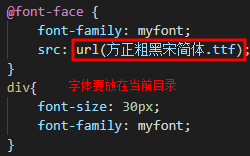 @font-face {
font-family: myfont;
src: url(方正粗黑宋简体.ttf);
}
div{
字体要放在当前目录
font-size: 30px;
font-family: myfont;
}